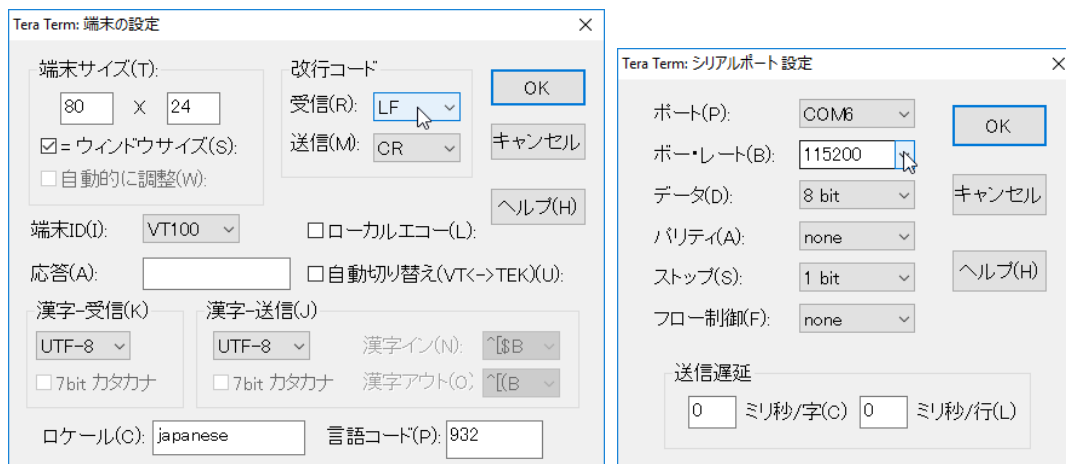 Tera Term: 端末の設定
端末サイズ(T):
80 X 24
=ウィンドウサイズ(S):
自動的に調整(W):
改行コード
受信(R): LF
送信(M): CR
OK
キャンセル
ヘルプ(H)
端末ID(I): VT100
ローカルエコー(L):
応答(A):
自動切り替え(VT<->TEK)(U):
漢字-受信(K)
UTF-8
7bit カタカナ
漢字-送信(J)
UTF-8
7bit カタカナ
漢字イン(N): ^[$B
漢字アウト(O) ^[(B
ロケール(C): japanese
言語コード(P): 932
Tera Term: シリアルポート 設定
ポート(P): COM6
ボー・レート(B): 115200
データ(D): 8 bit
パリティ(A): none
ストップ(S): 1 bit
フロー制御(F): none
OK
キャンセル
ヘルプ(H)
送信遅延
0 ミリ秒/字(C) 0 ミリ秒/行(L)